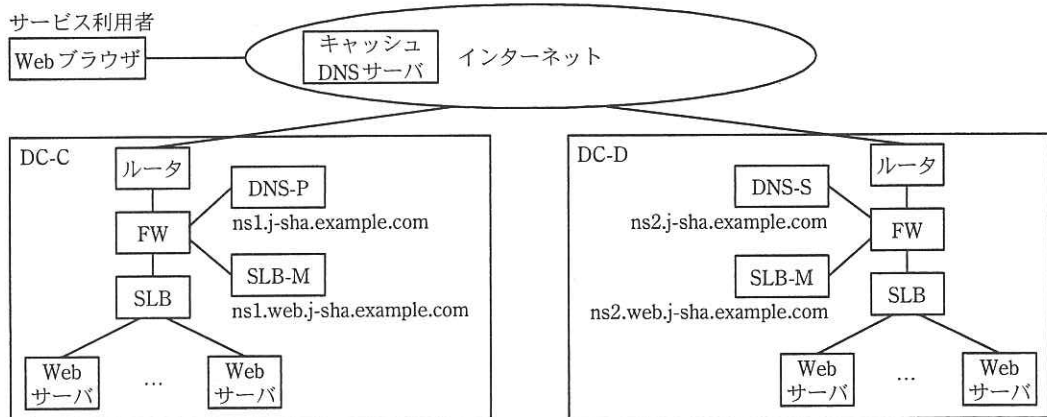 サービス利用者
Webブラウザ
キャッシュ
DNSサーバ
インターネット
DC-C
ルータ
DNS-P
ns1.j-sha.example.com
FW
SLB-M
ns1.web.j-sha.example.com
SLB
Web
サーバ
…
Web
サーバ
DC-D
ルータ
DNS-S
ns2.j-sha.example.com
FW
SLB-M
ns2.web.j-sha.example.com
SLB
Web
サーバ
…
Web
サーバ